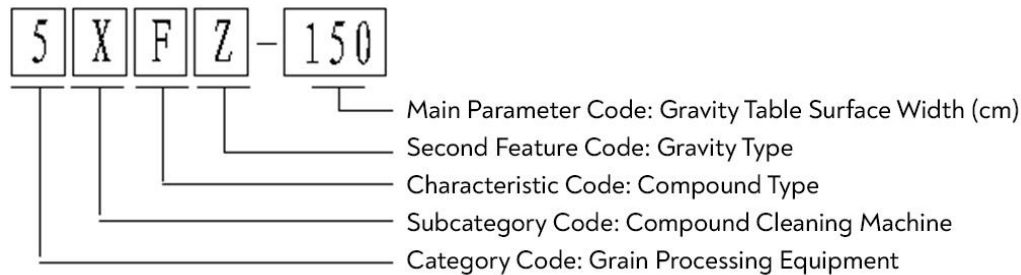 5XFZ-150
Main Parameter Code: Gravity Table Surface Width (cm)
Second Feature Code: Gravity Type
Characteristic Code: Compound Type
Subcategory Code: Compound Cleaning Machine
Category Code: Grain Processing Equipment